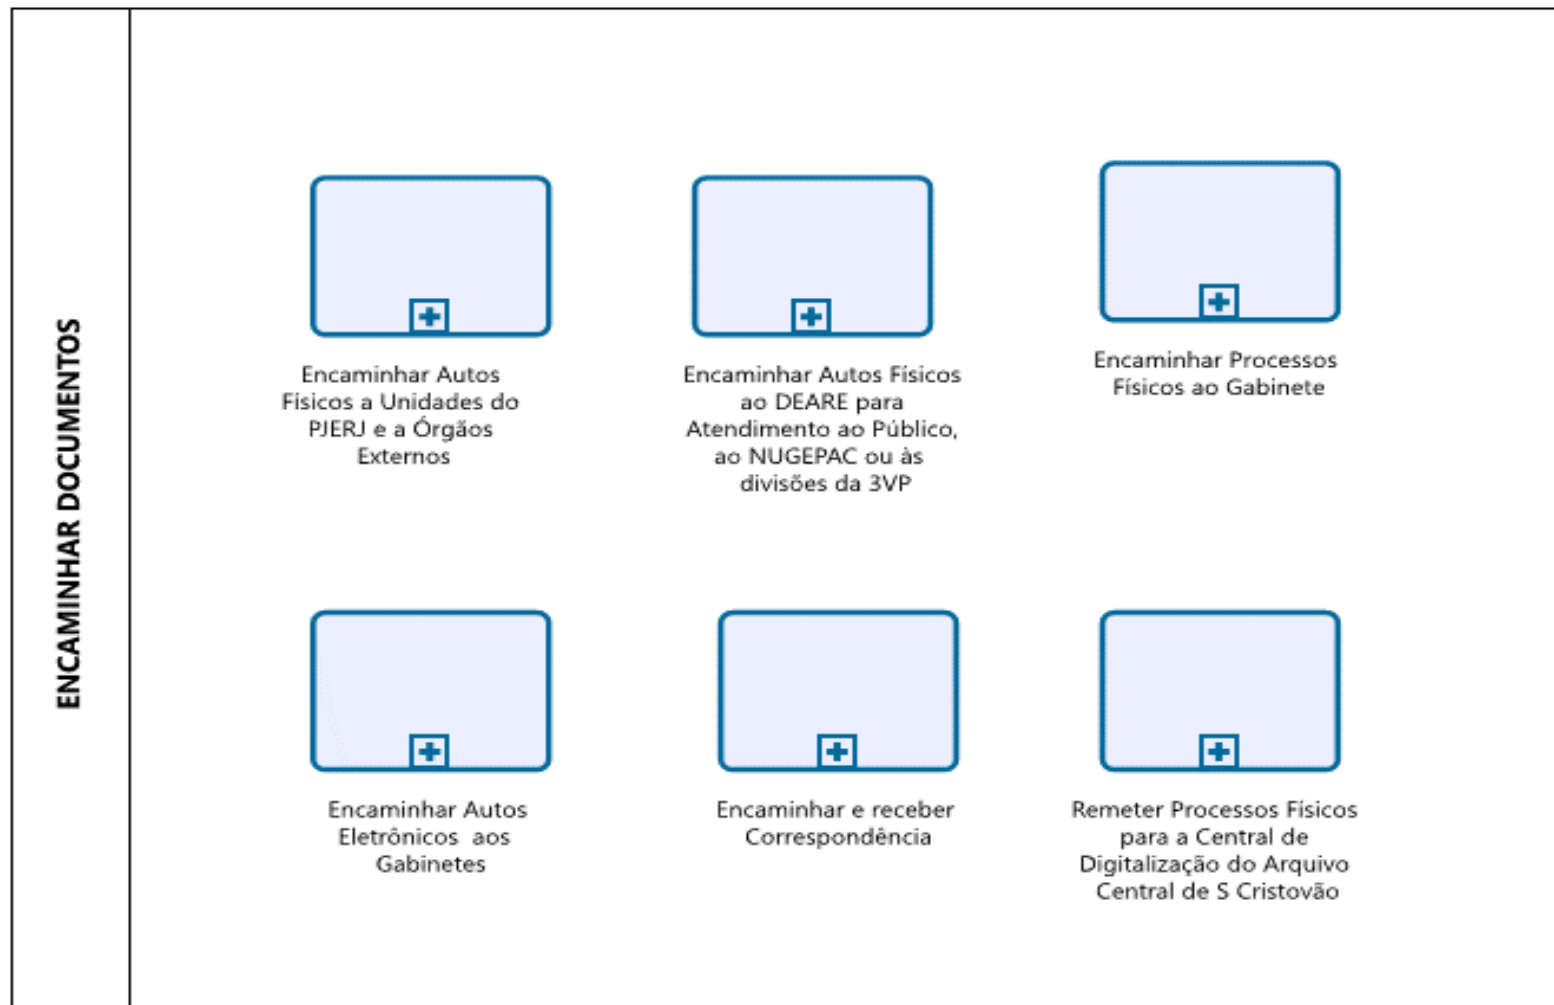 ENCAMINHAR DOCUMENTOS
Encaminhar Autos
Fisicos a Unidades do
PJERJ e a Órgãos
Externos
Encaminhar Autos Físicos
ao DEARE para
Atendimento ao Público,
ao NUGEPAC ou às
divisões da 3VP
Encaminhar Processos
Físicos ao Gabinete
Encaminhar Autos
Eletrônicos aos
Gabinetes
Encaminhar e receber
Correspondência
Remeter Processos Físicos
para a Central de
Digitalização do Arquivo
Central de S Cristovão